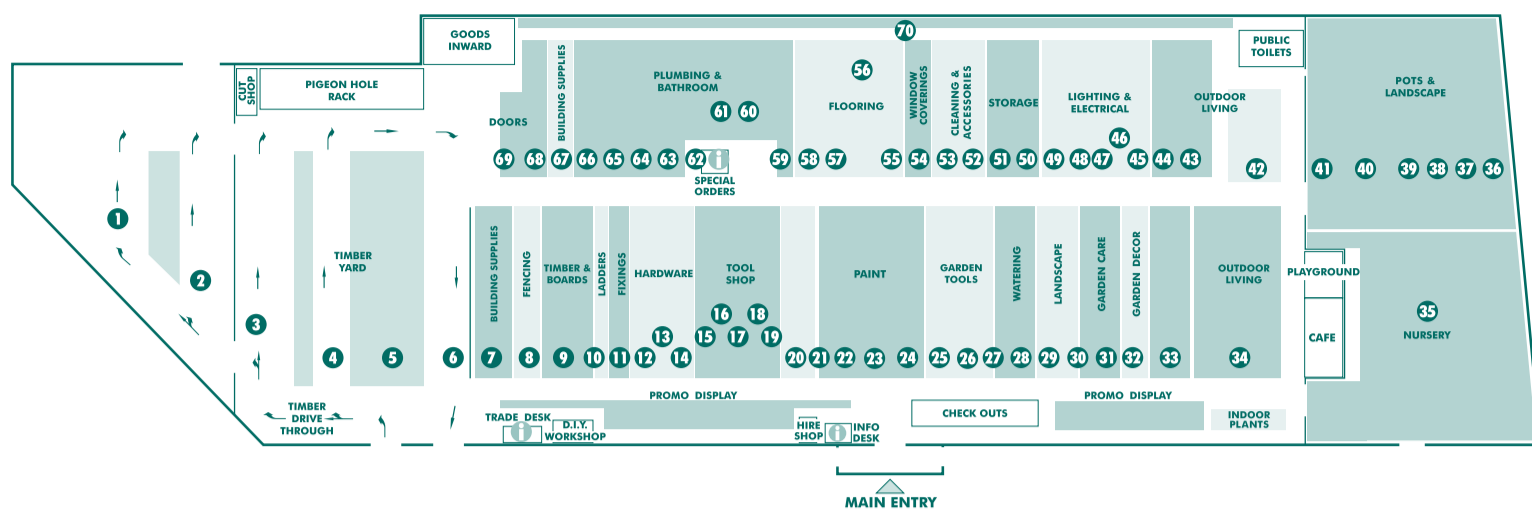 GOODS
INWARD
70
PUBLIC
TOILETS
CUT
SHOP
PIGEON HOLE
RACK
DOORS
BUILDING SUPPLIES
PLUMBING &
BATHROOM
61 60
56
FLOORING
WINDOW
COVERINGS
CLEANING &
ACCESSORIES
STORAGE
LIGHTING &
ELECTRICAL
46
OUTDOOR
LIVING
POTS &
LANDSCAPE
69 68 67 66 65 64 63 62 59 58 57 55 54 53 52 51 50 49 48 47 45 44 43 42 41 40 39 38 37 36
SPECIAL
ORDERS
1
2
3
TIMBER
YARD
4 5 6
BUILDING SUPPLIES
FENCING
TIMBER &
BOARDS
LADDERS
FIXINGS
HARDWARE
TOOL
SHOP
PAINT
GARDEN
TOOLS
WATERING
LANDSCAPE
GARDEN CARE
GARDEN DECOR
OUTDOOR
LIVING
PLAYGROUND
CAFE
35
NURSERY
16 18
13 15 17 19
7 8 9 10 11 12 14 20 21 22 23 24 25 26 27 28 29 30 31 32 33 34
TIMBER
DRIVE
THROUGH
PROMO DISPLAY
TRADE DESK
i
D.I.Y.
WORKSHOP
HIRE
SHOP
i
INFO
DESK
CHECK OUTS
PROMO DISPLAY
INDOOR
PLANTS
MAIN ENTRY